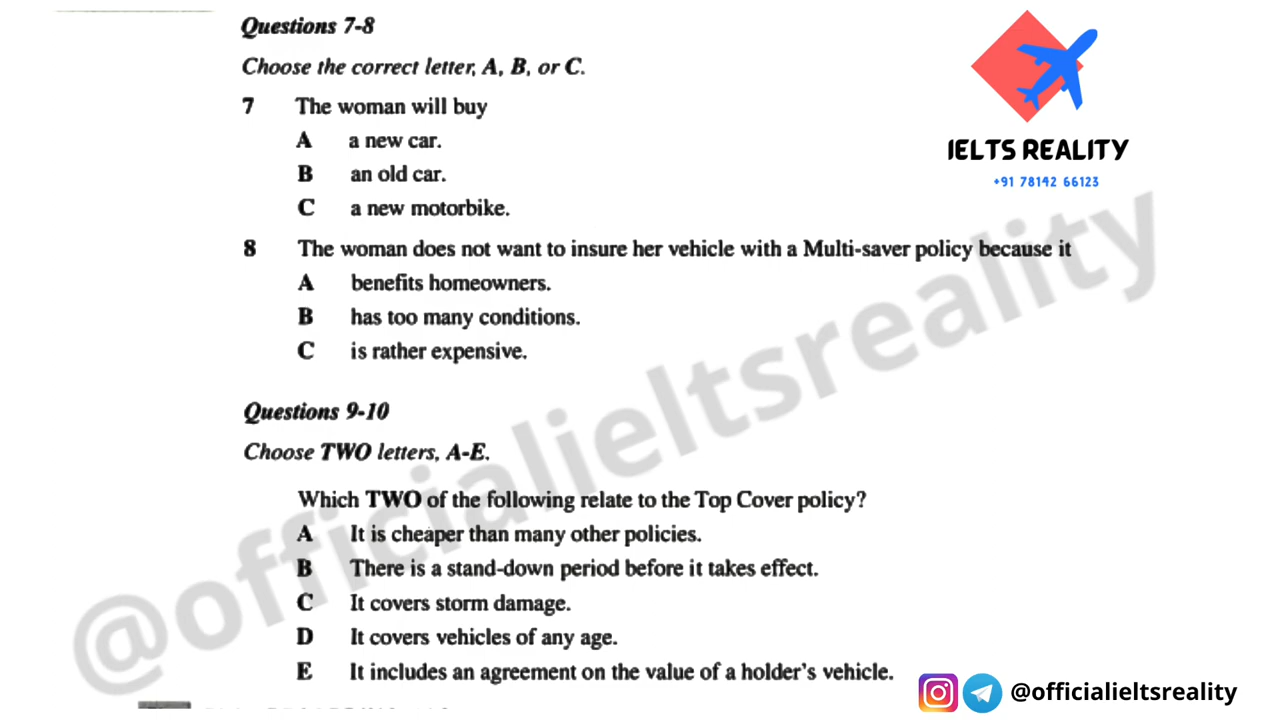 Questions 7-8
Choose the correct letter, A, B, or C.
7 The woman will buy
A a new car.
B an old car.
C a new motorbike.
8 The woman does not want to insure her vehicle with a Multi-saver policy because it
A benefits homeowners.
B has too many conditions.
C is rather expensive.
Questions 9-10
Choose TWO letters, A-E.
Which TWO of the following relate to the Top Cover policy?
A It is cheaper than many other policies.
B There is a stand-down period before it takes effect.
C It covers storm damage.
D It covers vehicles of any age.
E It includes an agreement on the value of a holder's vehicle.
IELTS REALITY
+91 78142 66123
@officialieltsreality
@officialieltsreality